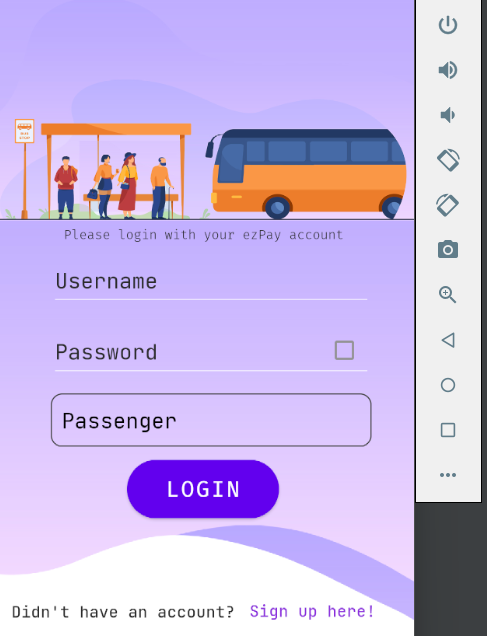 Please login with your ezPay account
Username
Password
Passenger
LOGIN
Didn't have an account? Sign up here!